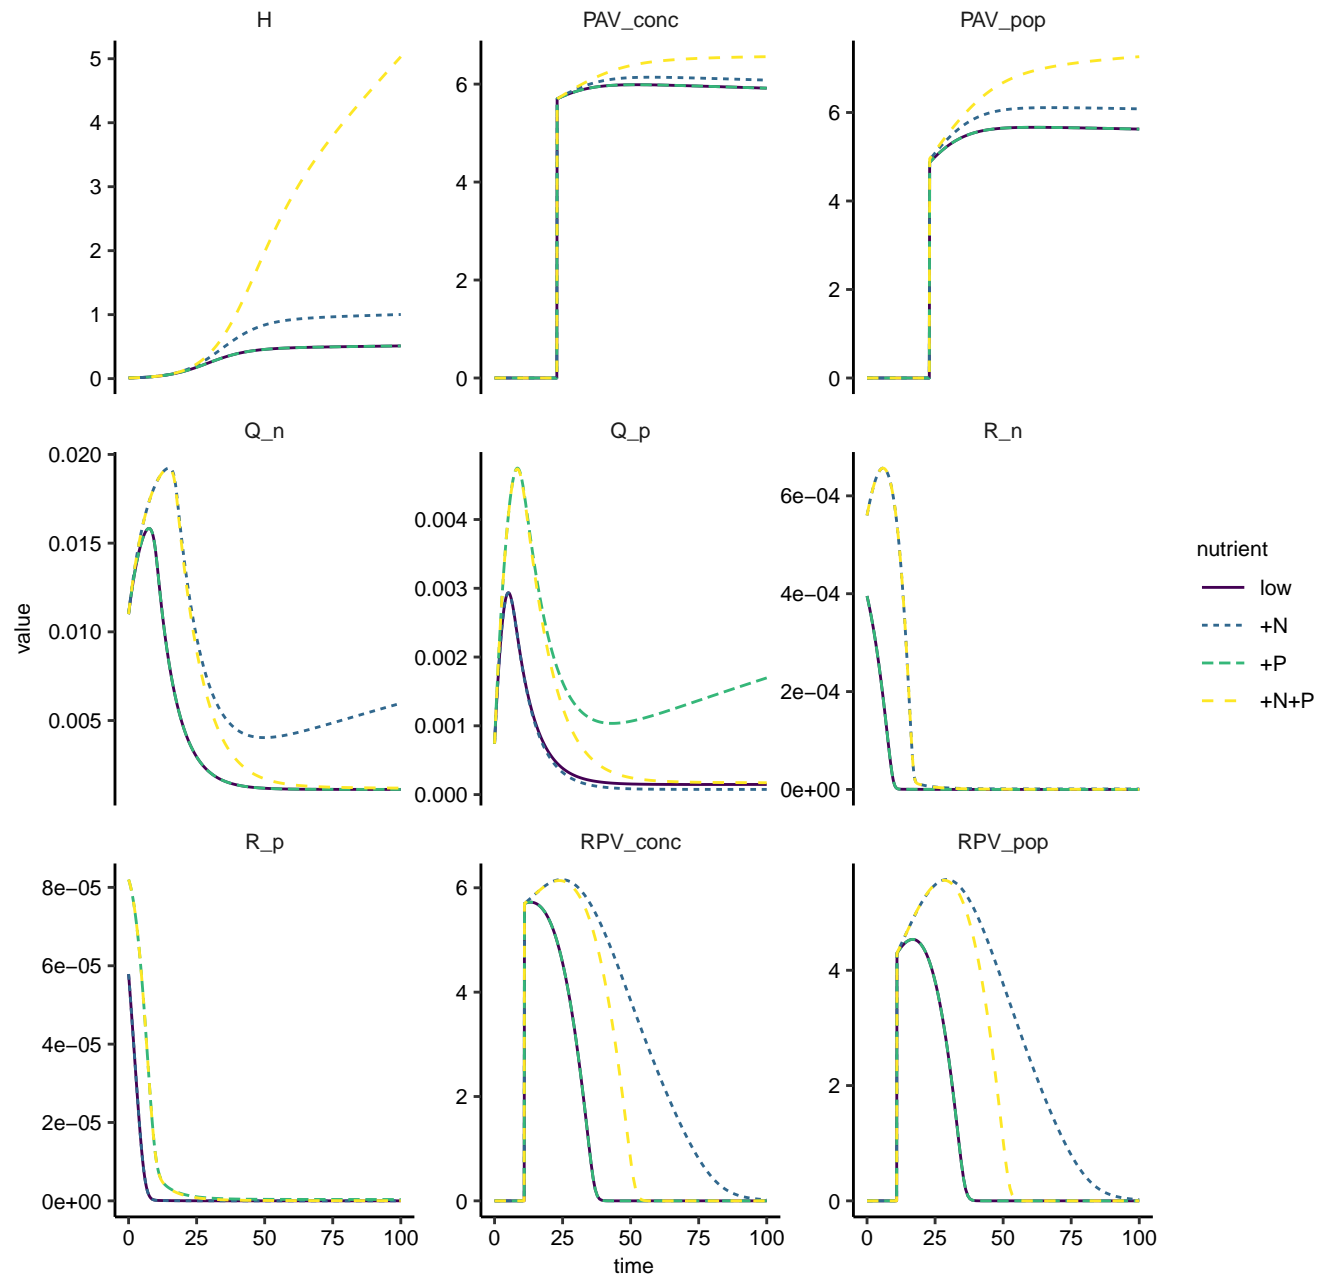 H
PAV_conc
PAV_pop
5
4
3
2
1
0
6
4
2
0
6
4
2
0
Q_n
Q_p
R_n
0.020
0.015
0.010
0.005
0.004
0.003
0.002
0.001
0.000
6e−04
4e−04
2e−04
0e+00
value
nutrient
low
+N
+P
+N+P
R_p
RPV_conc
RPV_pop
8e−05
6e−05
4e−05
2e−05
0e+00
6
4
2
0
4
2
0
0 25 50 75 100
0 25 50 75 100
0 25 50 75 100
time